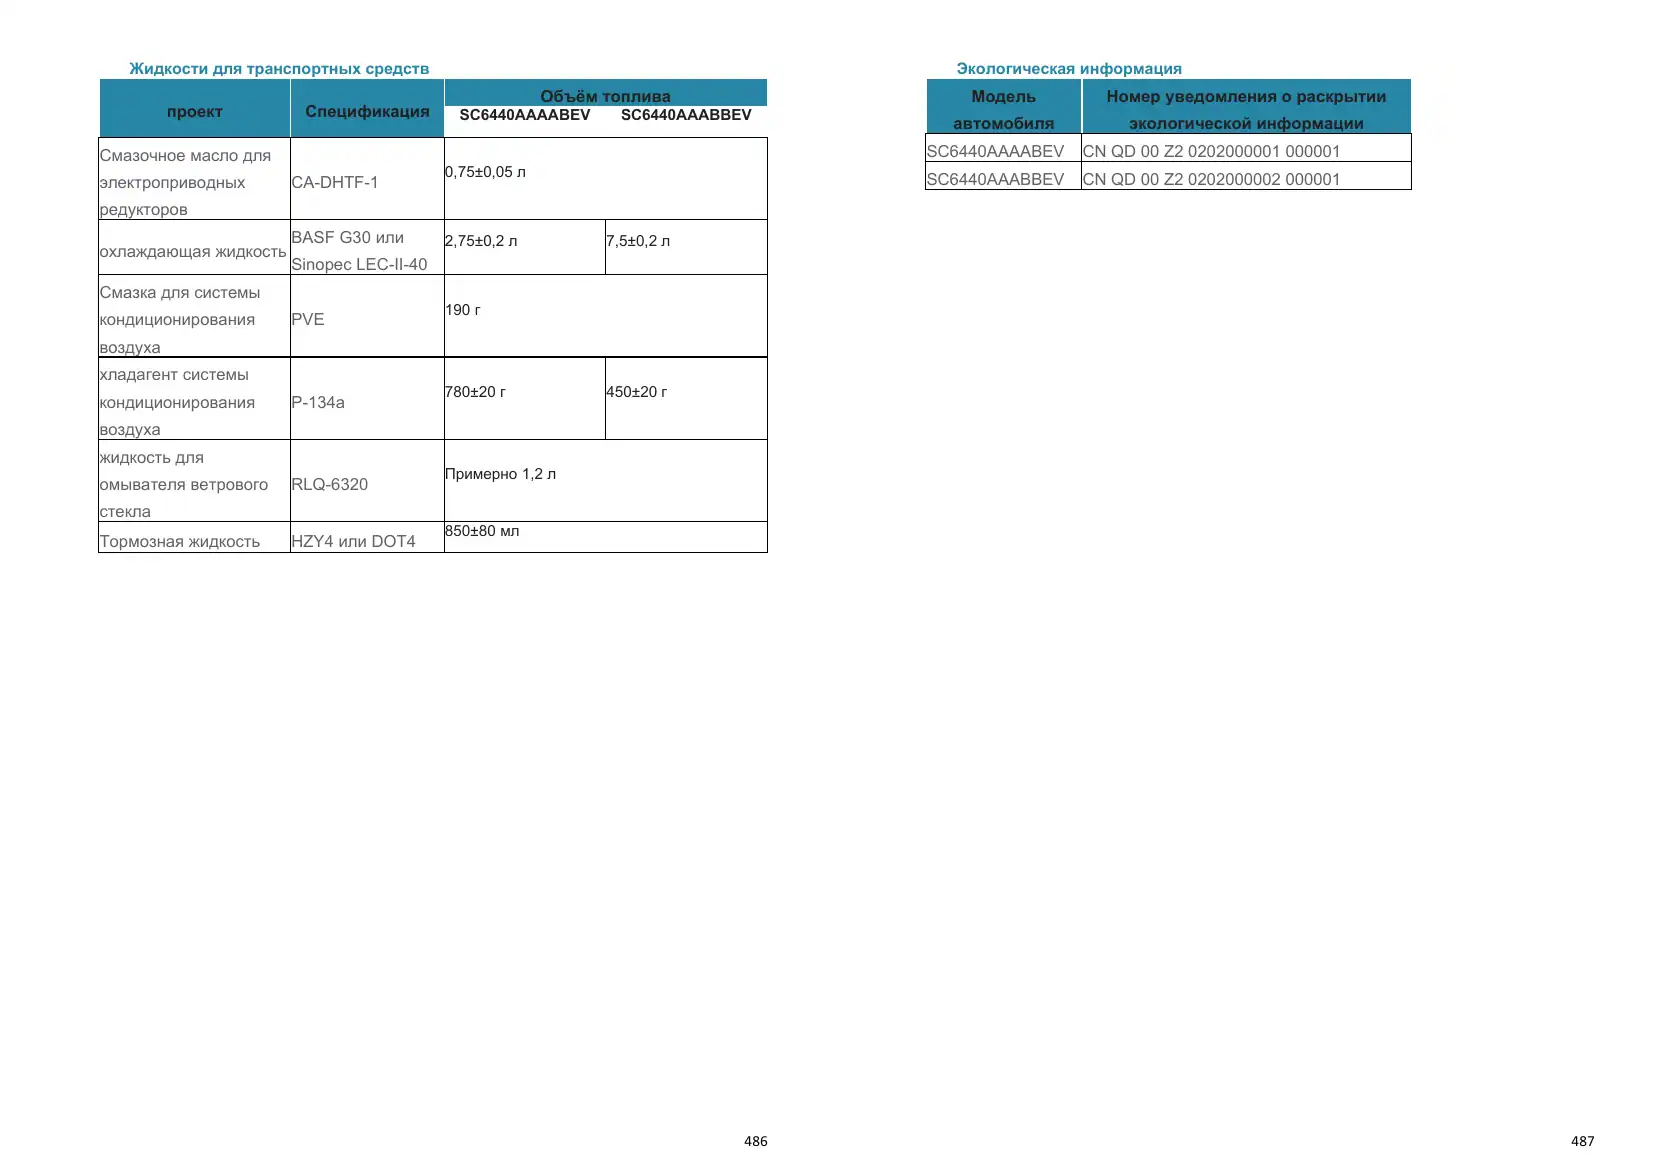 Жидкости для транспортных средств
проект Спецификация Объём топлива
SC6440AAAABEV SC6440AAABBEV
Смазочное масло для
электроприводных
редукторов
CA-DHTF-1
0,75±0,05 л
охлаждающая жидкость
BASF G30 или
Sinopec LEC-II-40
2,75±0,2 л
7,5±0,2 л
Смазка для системы
кондиционирования
воздуха
PVE
190 г
хладагент системы
кондиционирования
воздуха
Р-134а
780±20 г
450±20 г
жидкость для
омывателя ветрового
стекла
RLQ-6320
Примерно 1,2 л
Тормозная жидкость
HZY4 или DOT4
850±80 мл
486
Экологическая информация
Модель
автомобиля
Номер уведомления о раскрытии
экологической информации
SC6440AAAABEV CN QD 00 Z2 0202000001 000001
SC6440AAABBEV CN QD 00 Z2 0202000002 000001
487